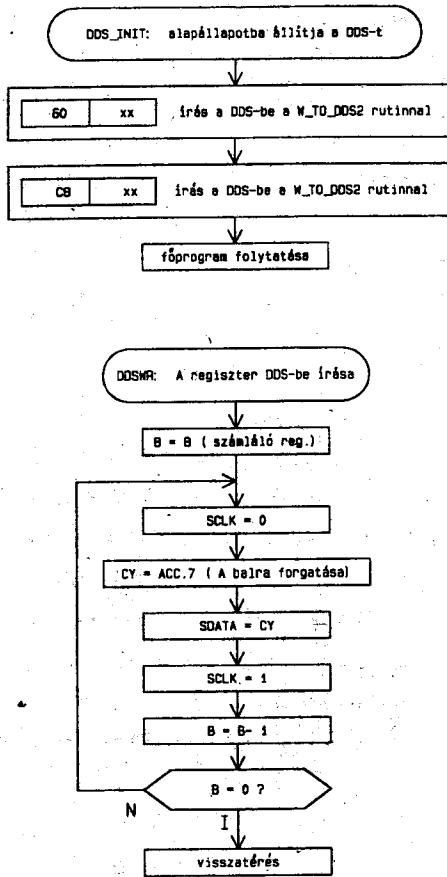 DDS_INIT: alapállapotba állítja a DDS-t
60 xx írás a DDS-be a W_TO_DDS2 rutinnal
C8 xx írás a DDS-be a W_TO_DDS2 rutinnal
főprogram folytatása
DDSWR: A regiszter DDS-be írása
B = 8 ( számláló reg.)
SCLK = 0
CY = ACC.7 ( A balra forgatása)
SDATA = CY
SCLK = 1
B = B- 1
B = 0 ?
N
I
visszatérés